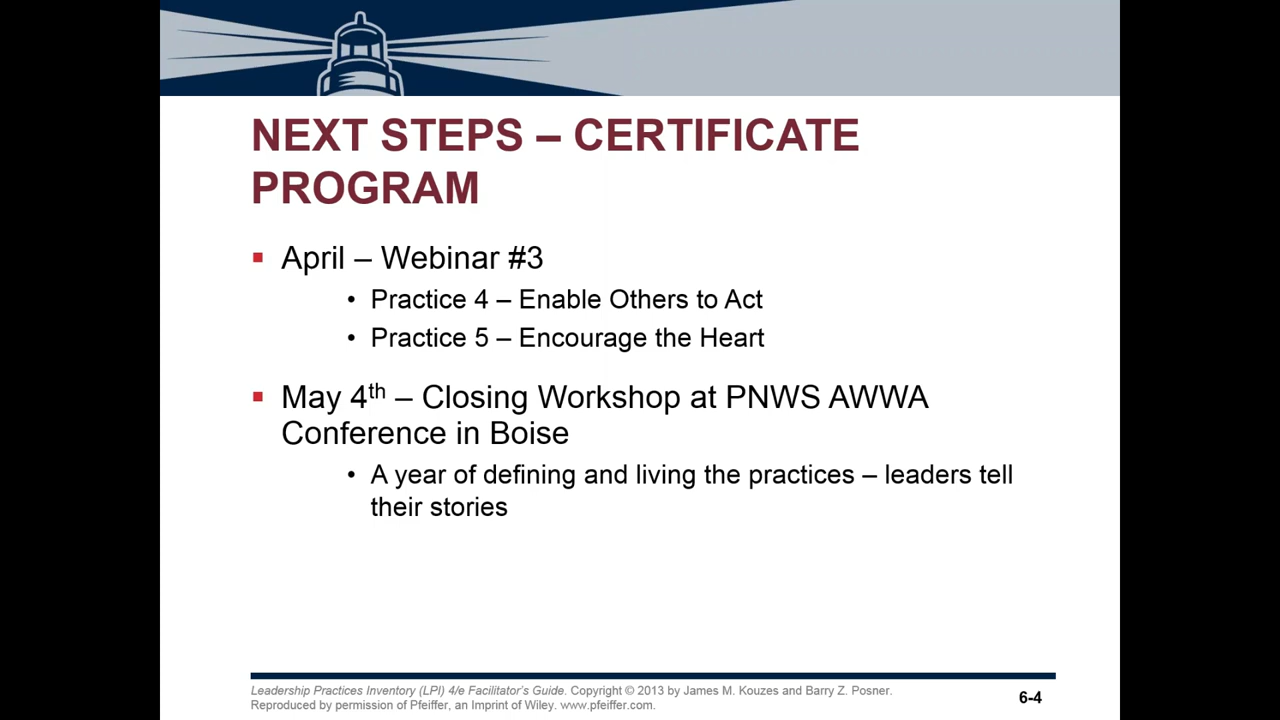 NEXT STEPS – CERTIFICATE
PROGRAM
▪ April – Webinar #3
• Practice 4 – Enable Others to Act
• Practice 5 – Encourage the Heart
▪ May 4th – Closing Workshop at PNWS AWWA
Conference in Boise
• A year of defining and living the practices – leaders tell
their stories
Leadership Practices Inventory (LPI) 4/e Facilitator's Guide. Copyright © 2013 by James M. Kouzes and Barry Z. Posner.
Reproduced by permission of Pfeiffer, an Imprint of Wiley. www.pfeiffer.com.
6-4